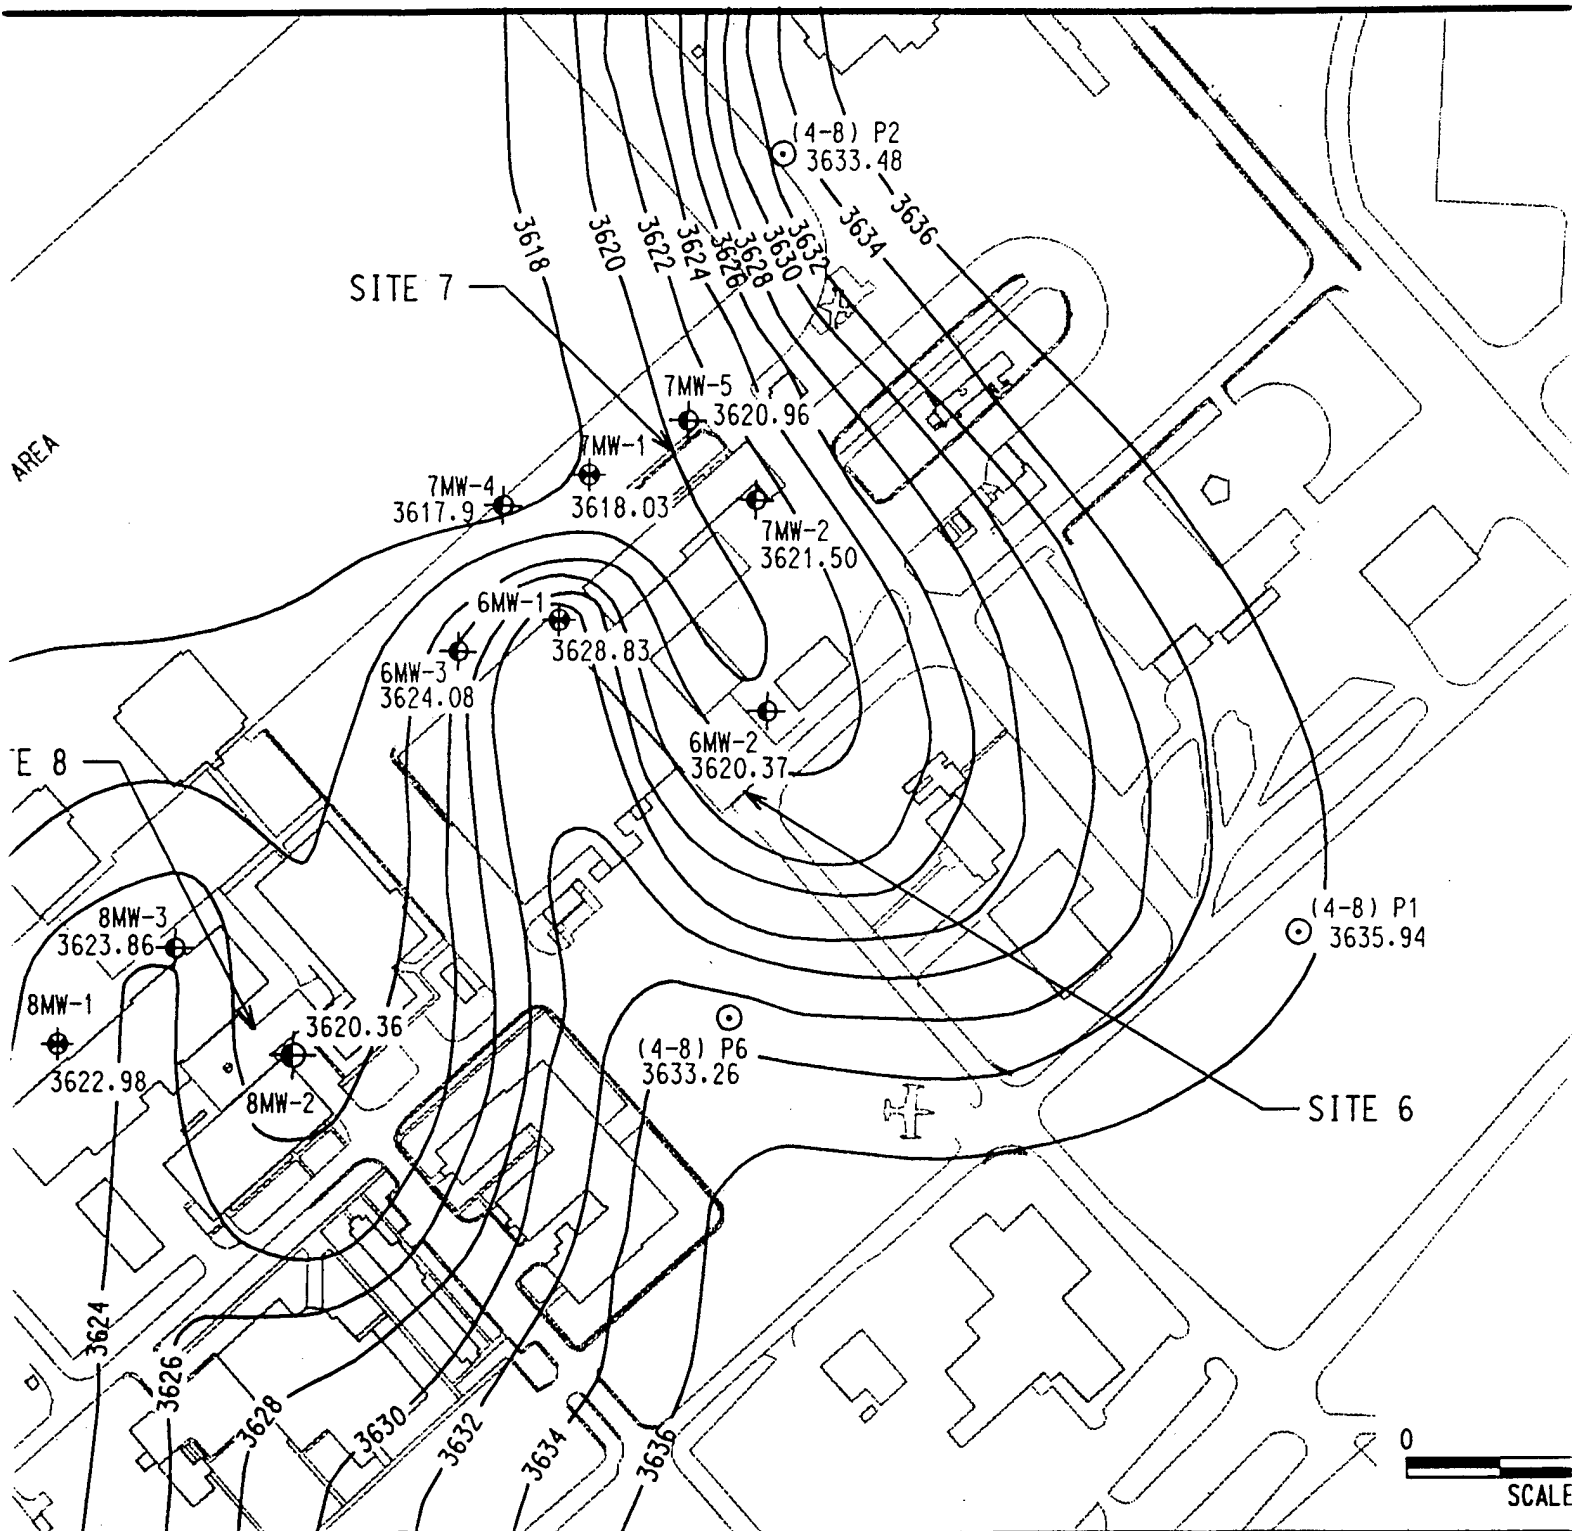 (4-8) P2
3633.48
3618
3620
3622
3624
3626
3628
3630
3632
3634
3636
SITE 7
7MW-5
3620.96
7MW-1
3618.03
7MW-4
3617.9
7MW-2
3621.50
AREA
6MW-1
3628.83
6MW-3
3624.08
6MW-2
3620.37
E 8
8MW-3
3623.86
8MW-1
3622.98
3620.36
8MW-2
(4-8) P1
3635.94
(4-8) P6
3633.26
SITE 6
3624
3626
3628
3630
3632
3634
3636
0
SCALE